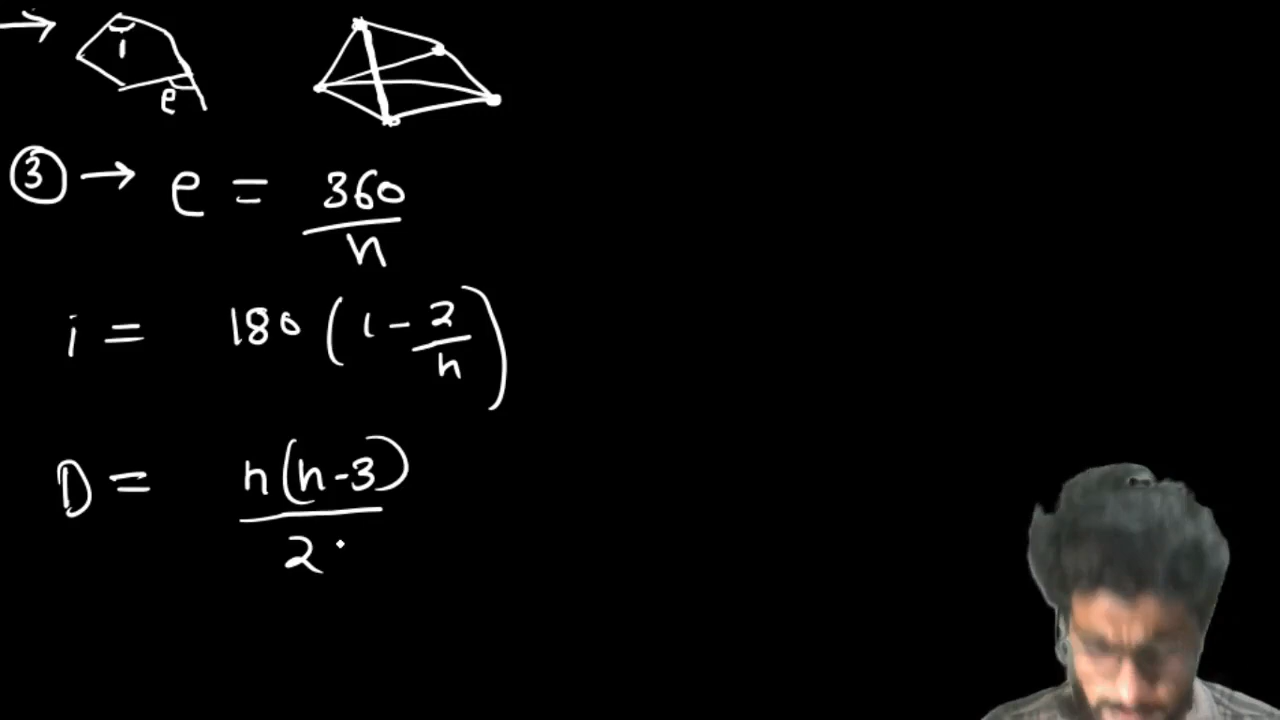 → i
e
③ → e = 360/n
i = 180 (1 - 2/n)
D = n(n-3)/2